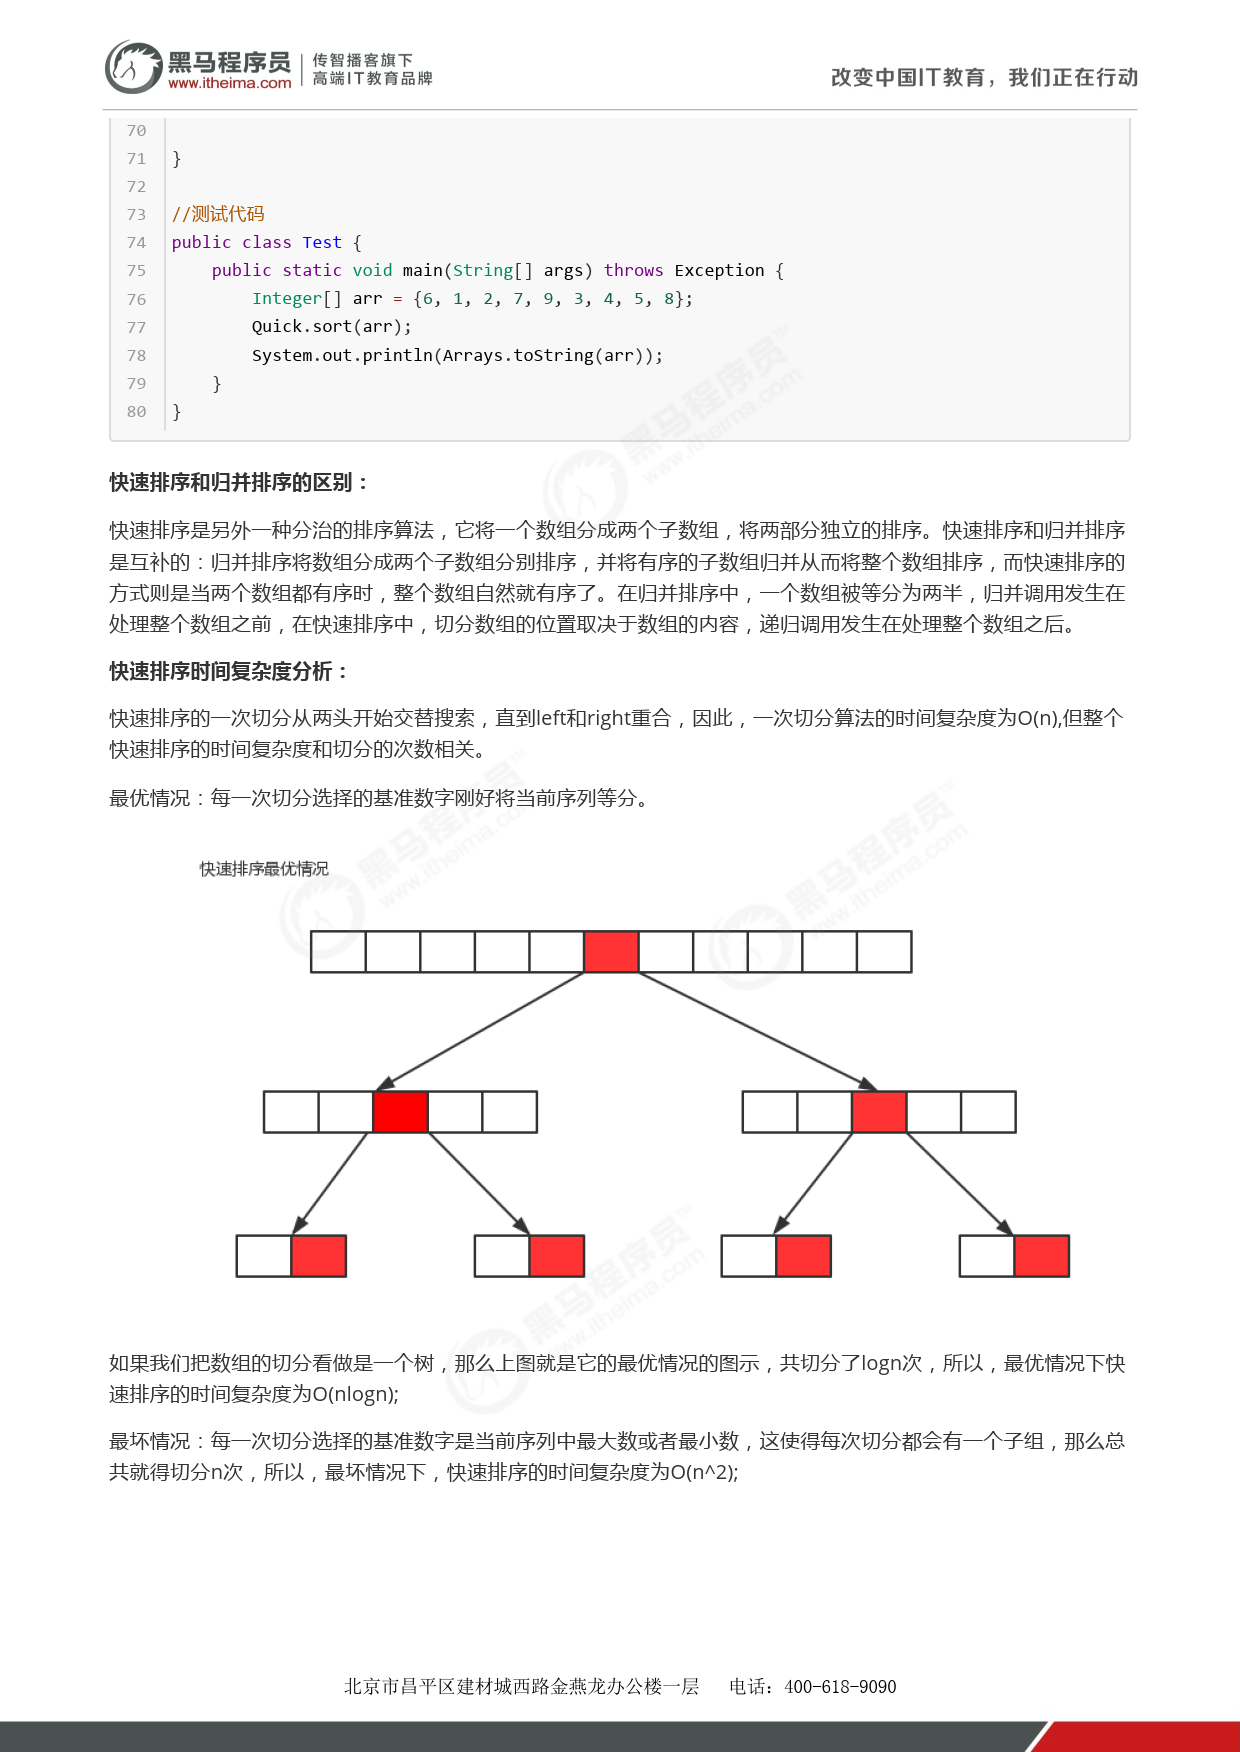 黑马程序员 传智播客旗下
www.itheima.com 高端IT教育品牌
改变中国IT教育，我们正在行动
70
71 }
72
73 //测试代码
74 public class Test {
75     public static void main(String[] args) throws Exception {
76         Integer[] arr = {6, 1, 2, 7, 9, 3, 4, 5, 8};
77         Quick.sort(arr);
78         System.out.println(Arrays.toString(arr));
79     }
80 }
快速排序和归并排序的区别：
快速排序是另外一种分治的排序算法，它将一个数组分成两个子数组，将两部分独立的排序。快速排序和归并排序
是互补的：归并排序将数组分成两个子数组分别排序，并将有序的子数组归并从而将整个数组排序，而快速排序的
方式则是当两个数组都有序时，整个数组自然就有序了。在归并排序中，一个数组被等分为两半，归并调用发生在
处理整个数组之前，在快速排序中，切分数组的位置取决于数组的内容，递归调用发生在处理整个数组之后。
快速排序时间复杂度分析：
快速排序的一次切分从两头开始交替搜索，直到left和right重合，因此，一次切分算法的时间复杂度为O(n),但整个
快速排序的时间复杂度和切分的次数相关。
最优情况：每一次切分选择的基准数字刚好将当前序列等分。
快速排序最优情况
如果我们把数组的切分看做是一个树，那么上图就是它的最优情况的图示，共切分了logn次，所以，最优情况下快
速排序的时间复杂度为O(nlogn);
最坏情况：每一次切分选择的基准数字是当前序列中最大数或者最小数，这使得每次切分都会有一个子组，那么总
共就得切分n次，所以，最坏情况下，快速排序的时间复杂度为O(n^2);
北京市昌平区建材城西路金燕龙办公楼一层 电话：400-618-9090